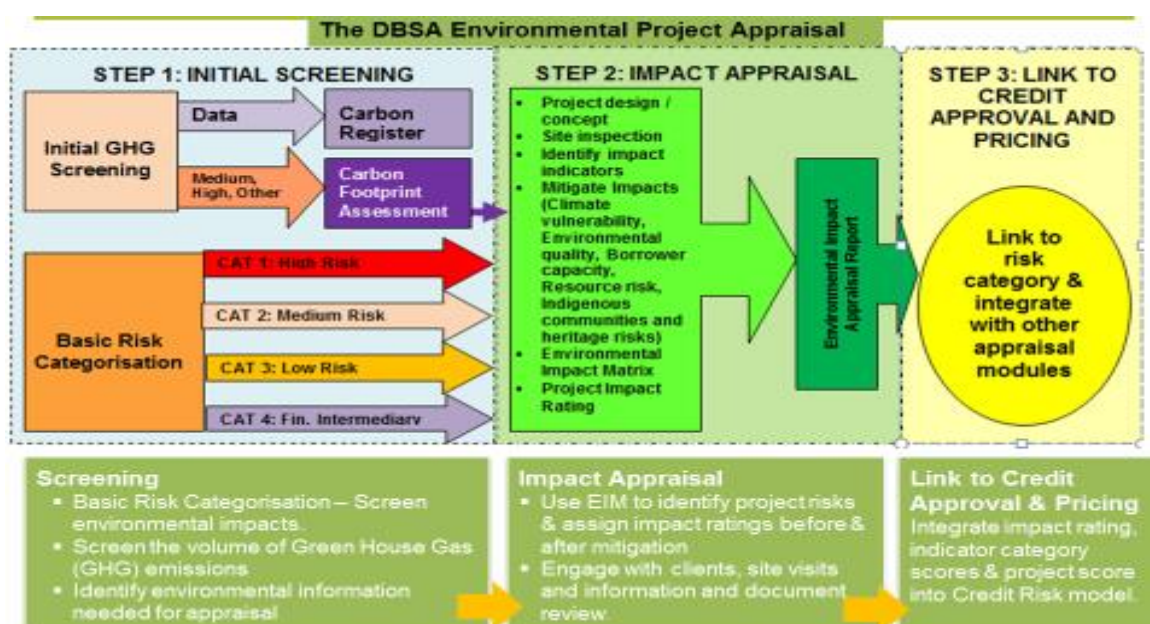 The DBSA Environmental Project Appraisal
STEP 1: INITIAL SCREENING
Initial GHG
Screening
Data
Carbon
Register
Medium,
High, Other
Carbon
Footprint
Assessment
Basic Risk
Categorisation
CAT 1: High Risk
CAT 2: Medium Risk
CAT 3: Low Risk
CAT 4: Fin. Intermediary
STEP 2: IMPACT APPRAISAL
• Project design /
concept
• Site inspection
• Identify impact
indicators
• Mitigate Impacts
(Climate
vulnerability,
Environmental
quality, Borrower
capacity,
Resource risk,
Indigenous
communities and
heritage risks)
• Environmental
Impact Matrix
• Project Impact
Rating
Environmental Impact
Appraisal Report
STEP 3: LINK TO
CREDIT
APPROVAL AND
PRICING
Link to
risk
category &
integrate
with other
appraisal
modules
Screening
▪ Basic Risk Categorisation – Screen
environmental impacts.
▪ Screen the volume of Green House Gas
(GHG) emissions
▪ Identify environmental information
needed for appraisal
Impact Appraisal
▪ Use EIM to identify project risks
& assign impact ratings before &
after mitigation
▪ Engage with clients, site visits
and information and document
review.
Link to Credit
Approval & Pricing
Integrate impact rating,
indicator category
scores & project score
into Credit Risk model.